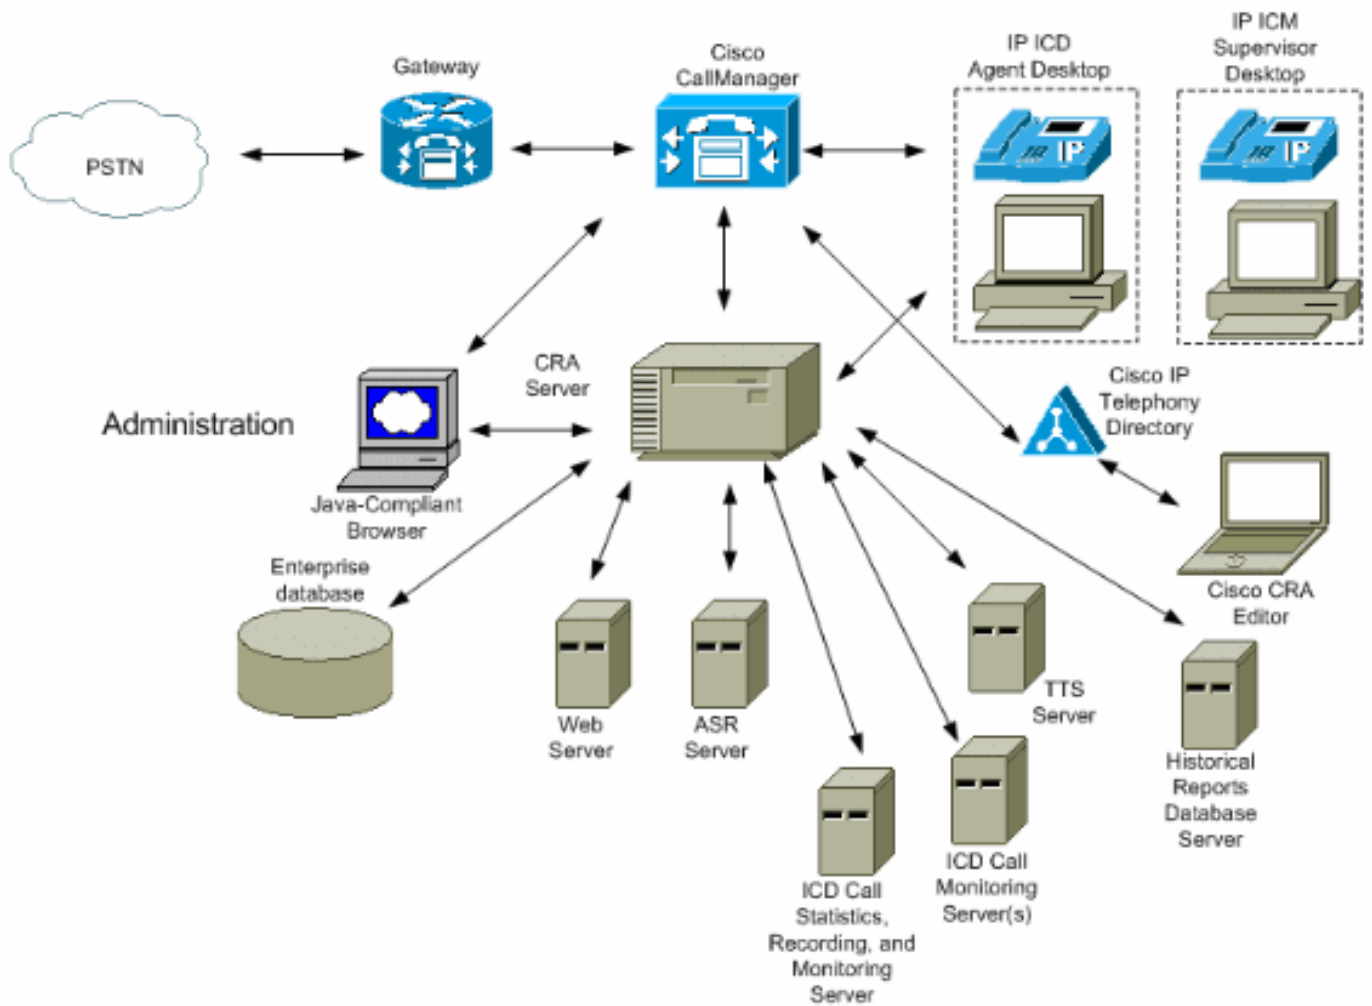 IP ICM
Supervisor
Desktop
IP ICD
Agent Desktop
Cisco
CallManager
Gateway
PSTN
IP
IP
CRA
Server
Cisco IP
Telephony
Directory
Administration
Java-Compliant
Browser
Enterprise
database
Cisco CRA
Editor
TTS
Server
Web
Server
ASR
Server
Historical
Reports
Database
Server
ICD Call
Monitoring
Server(s)
ICD Call
Statistics,
Recording, and
Monitoring
Server